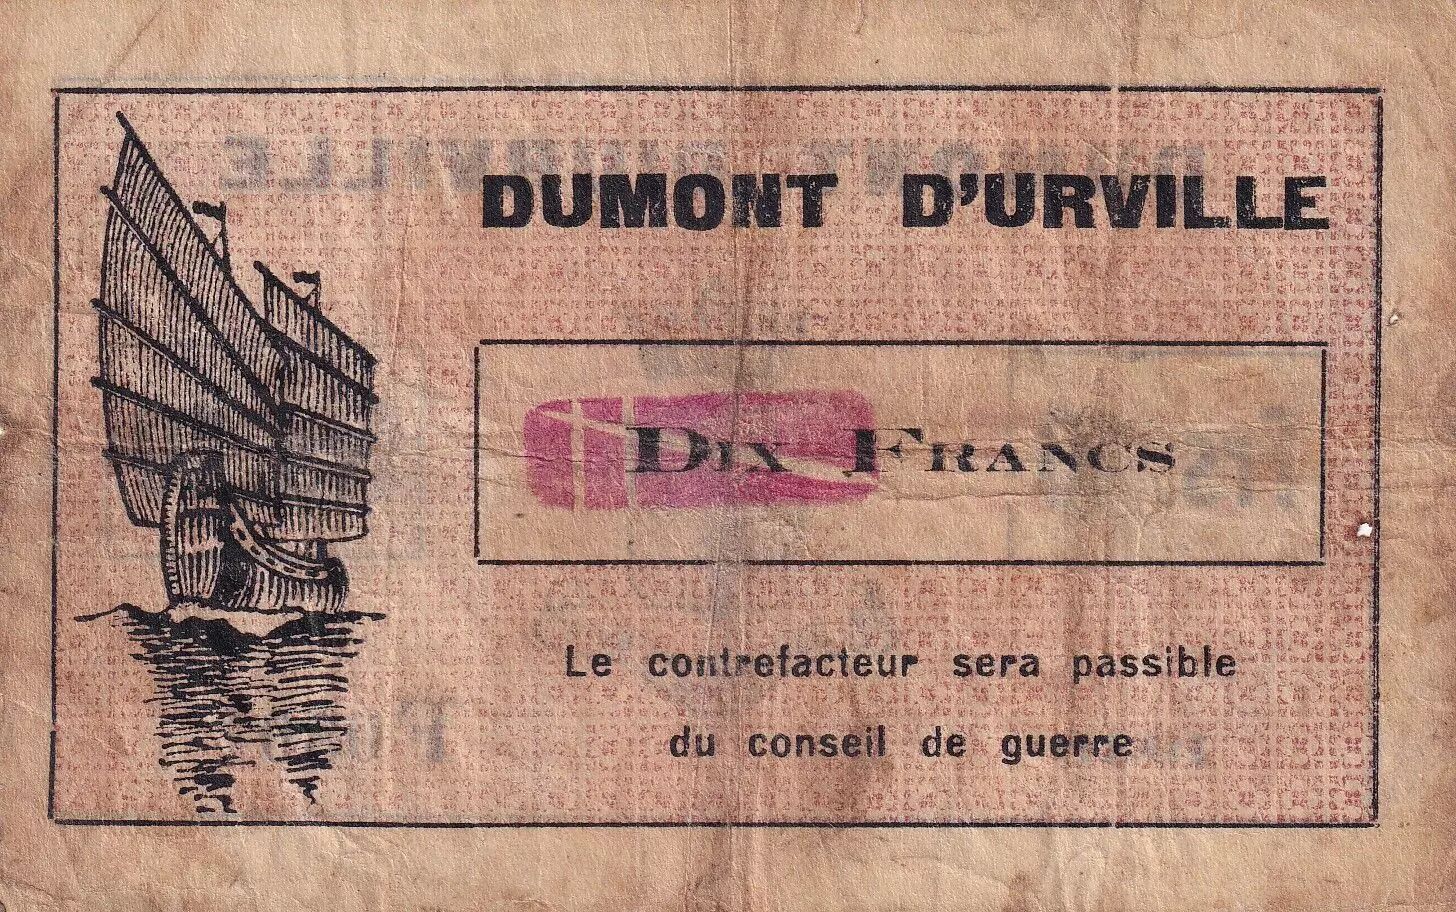 DUMONT D'URVILLE
DIX FRANCS
Le contrefacteur sera passible
du conseil de guerre